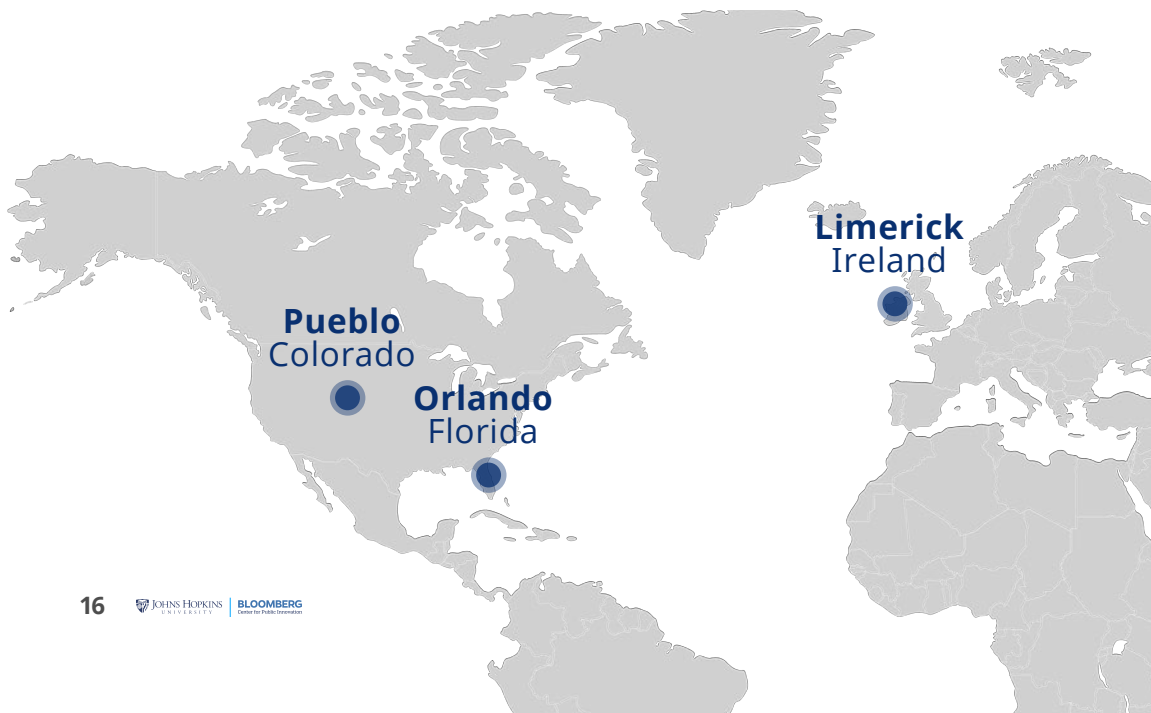 Limerick
Ireland
Pueblo
Colorado
Orlando
Florida
16
JOHNS HOPKINS
UNIVERSITY
BLOOMBERG
Center for Public Innovation